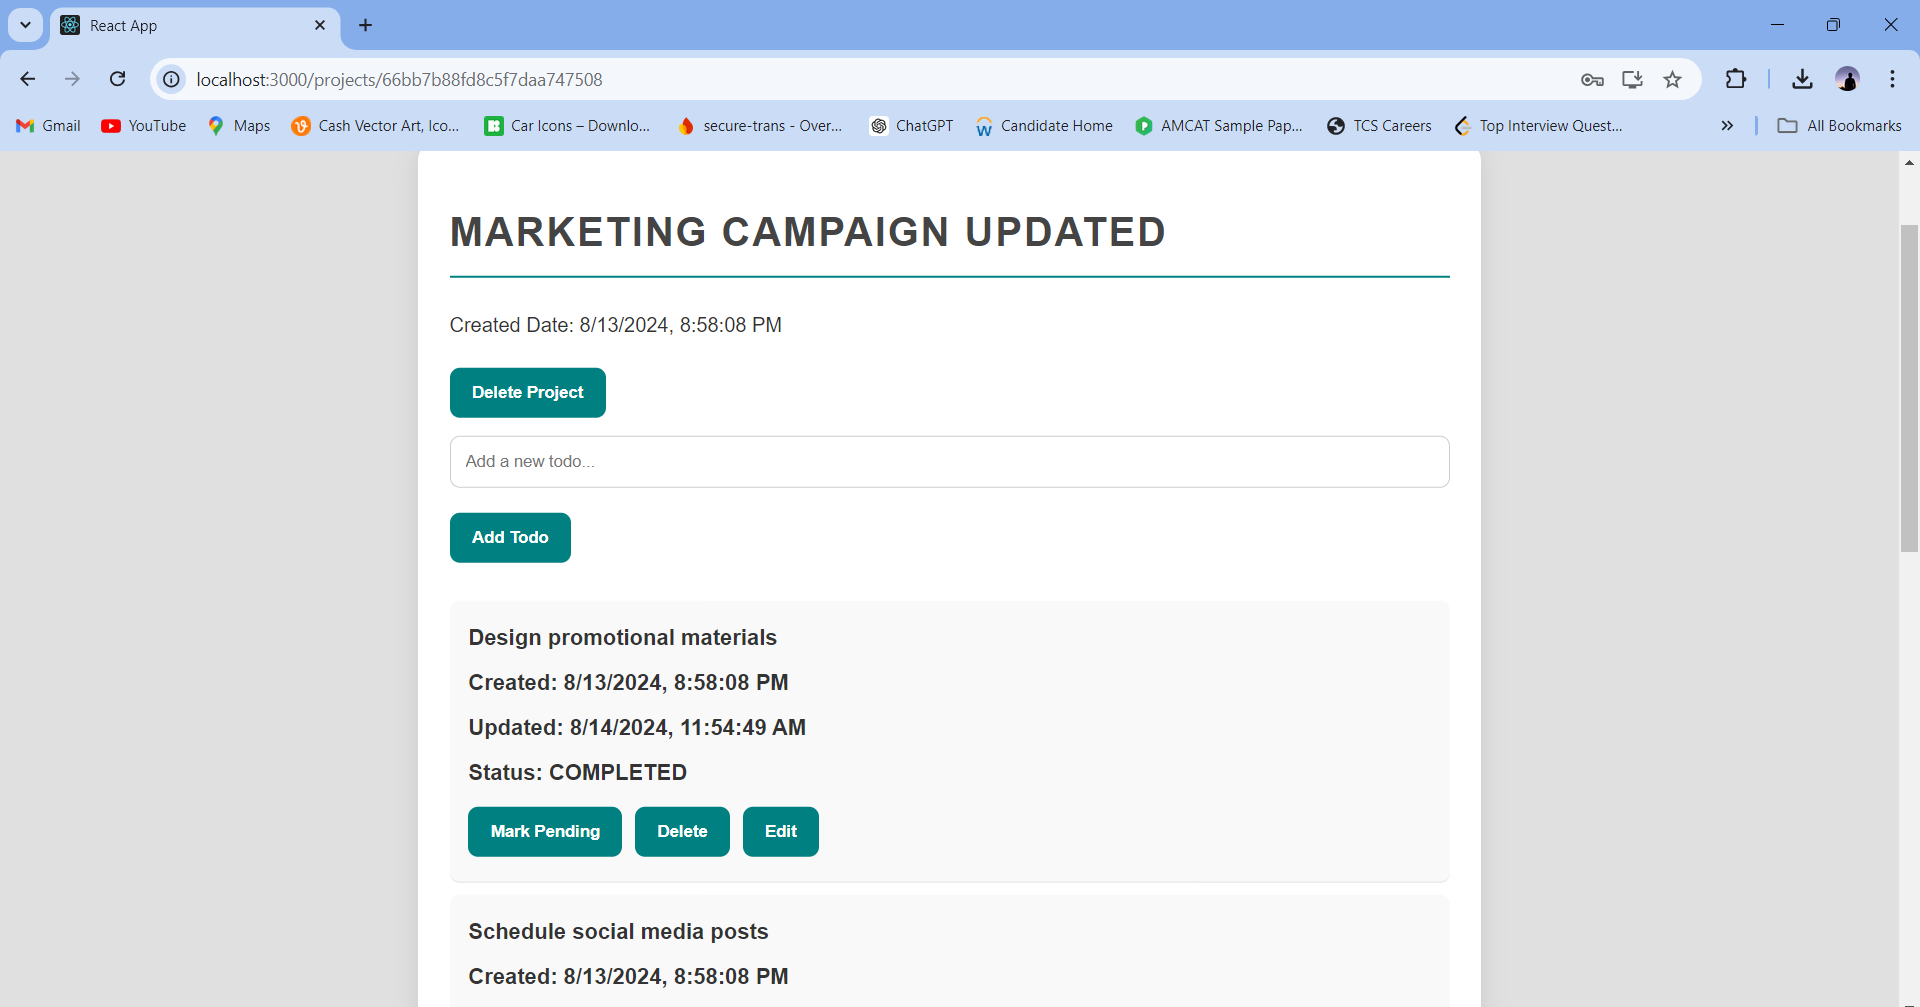 React App
localhost:3000/projects/66bb7b88fd8c5f7daa747508
Gmail YouTube Maps Cash Vector Art, Ico... Car Icons – Downlo... secure-trans - Over... ChatGPT Candidate Home AMCAT Sample Pap... TCS Careers Top Interview Quest... All Bookmarks
MARKETING CAMPAIGN UPDATED
Created Date: 8/13/2024, 8:58:08 PM
Delete Project
Add a new todo...
Add Todo
Design promotional materials
Created: 8/13/2024, 8:58:08 PM
Updated: 8/14/2024, 11:54:49 AM
Status: COMPLETED
Mark Pending Delete Edit
Schedule social media posts
Created: 8/13/2024, 8:58:08 PM